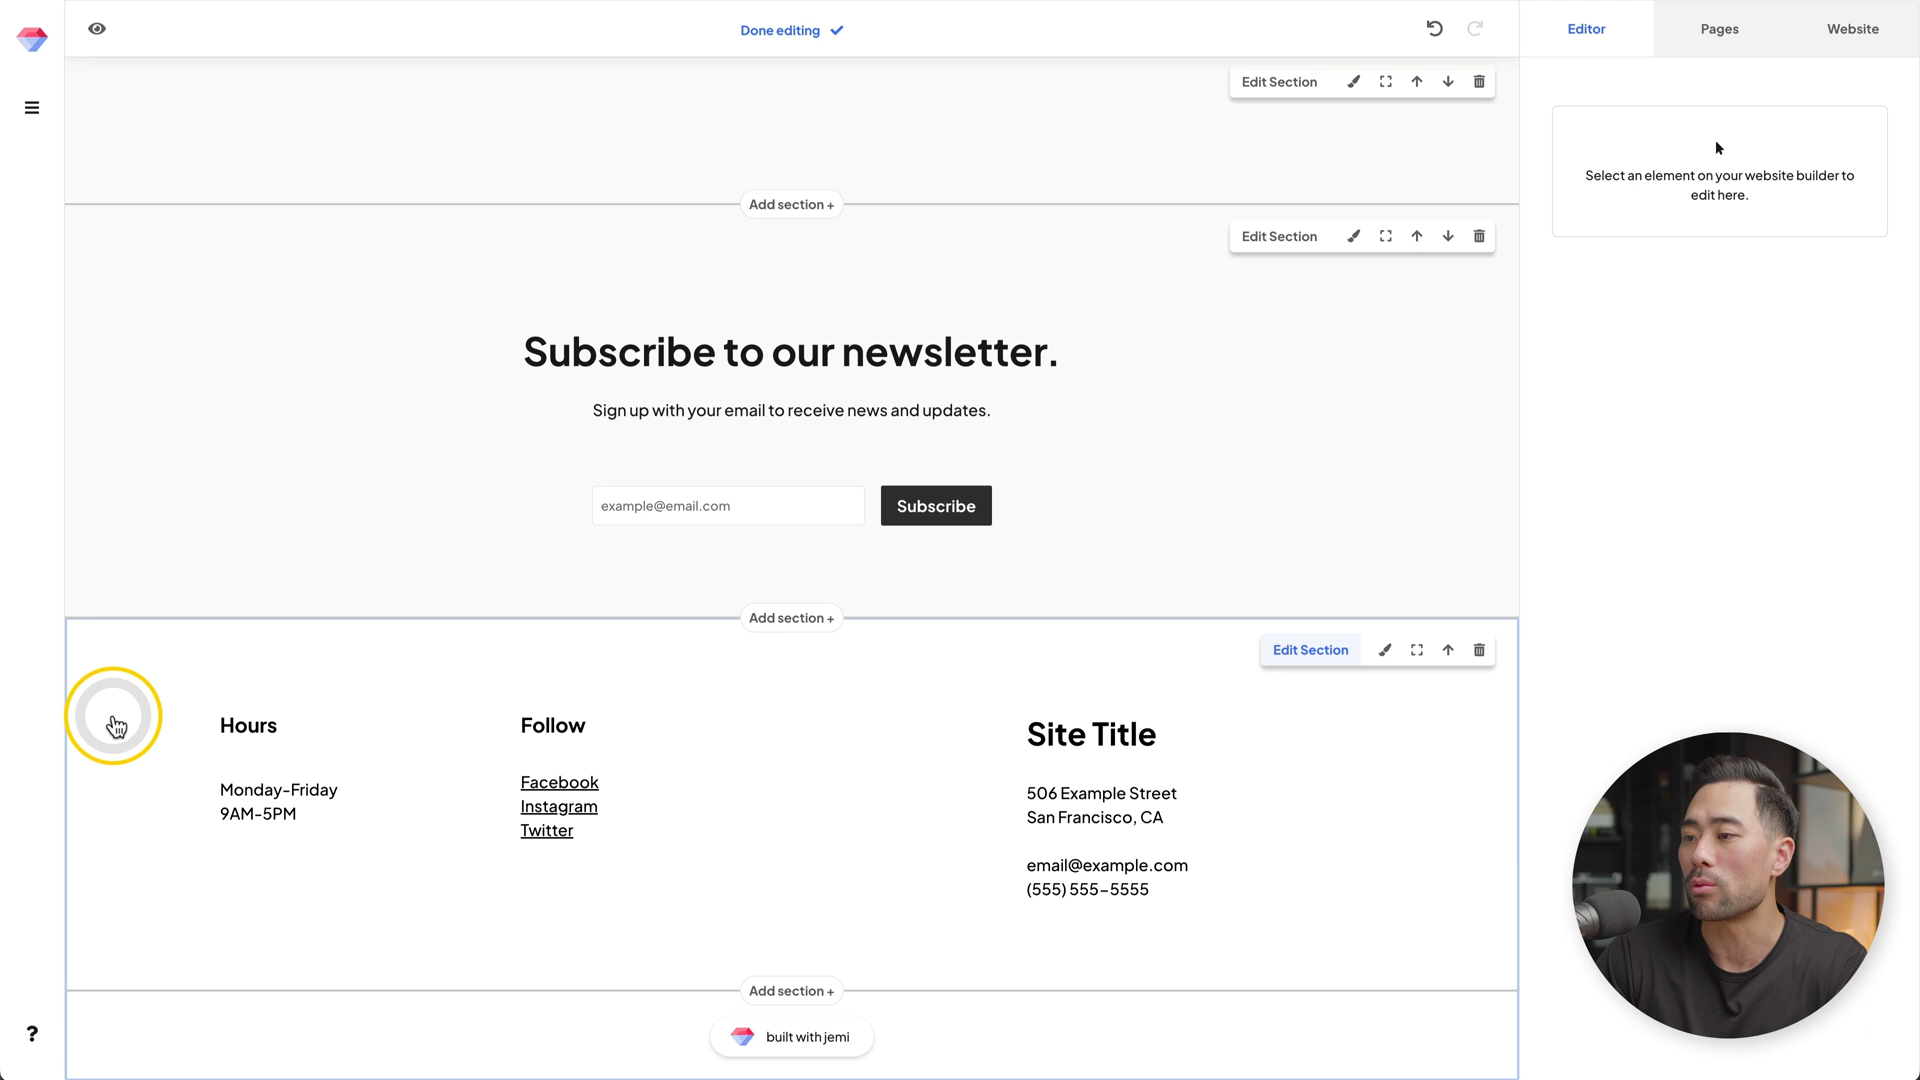 Done editing
Editor
Pages
Website
Edit Section
Select an element on your website builder to
edit here.
Add section +
Edit Section
Subscribe to our newsletter.
Sign up with your email to receive news and updates.
example@email.com
Subscribe
Add section +
Edit Section
Hours
Monday-Friday
9AM-5PM
Follow
Facebook
Instagram
Twitter
Site Title
506 Example Street
San Francisco, CA
email@example.com
(555) 555-5555
Add section +
built with jemi
?